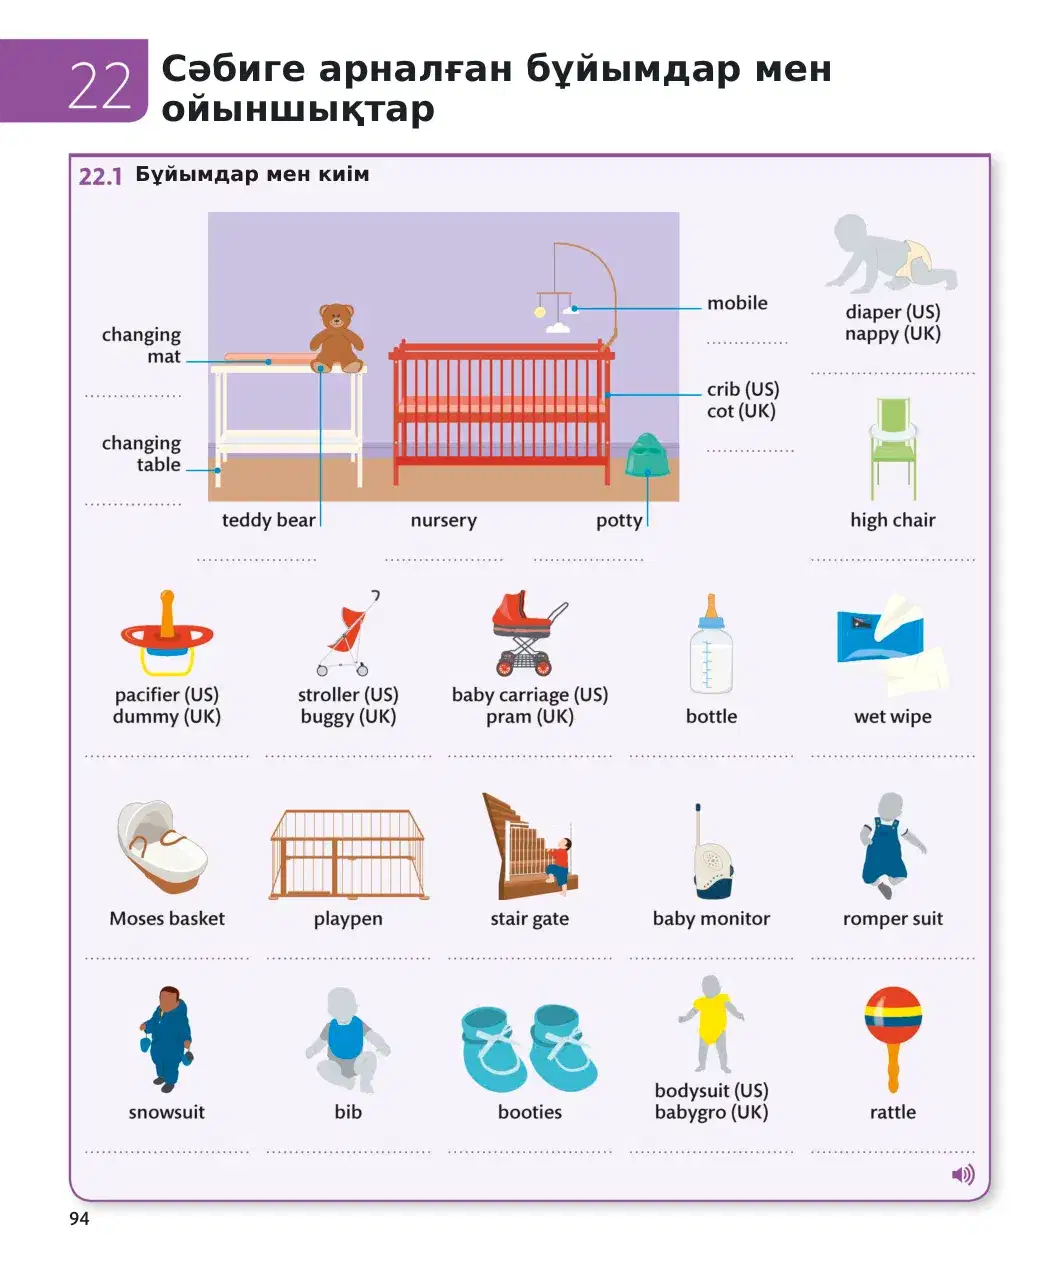 22
Сәбиге арналған бұйымдар мен
ойыншықтар
22.1 Бұйымдар мен киім
changing
mat
changing
table
teddy bear
nursery
potty
mobile
crib (US)
cot (UK)
diaper (US)
nappy (UK)
high chair
pacifier (US)
dummy (UK)
stroller (US)
buggy (UK)
baby carriage (US)
pram (UK)
bottle
wet wipe
Moses basket
playpen
stair gate
baby monitor
romper suit
snowsuit
bib
booties
bodysuit (US)
babygro (UK)
rattle
94